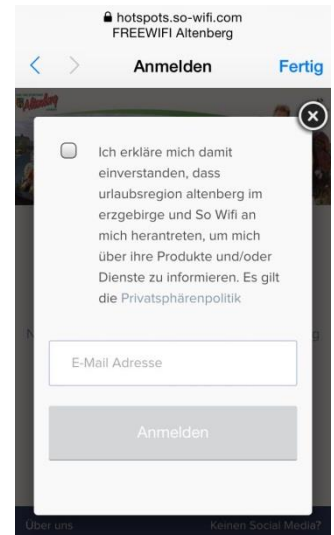 hotspots.so-wifi.com
FREEWIFI Altenberg
Anmelden
Fertig
Altenberg
Ich erkläre mich damit
einverstanden, dass
urlaubsregion altenberg im
erzgebirge und So Wifi an
mich herantreten, um mich
über ihre Produkte und/oder
Dienste zu informieren. Es gilt
die Privatsphärenpolitik
E-Mail Adresse
Anmelden
Über uns
Keinen Social Media?